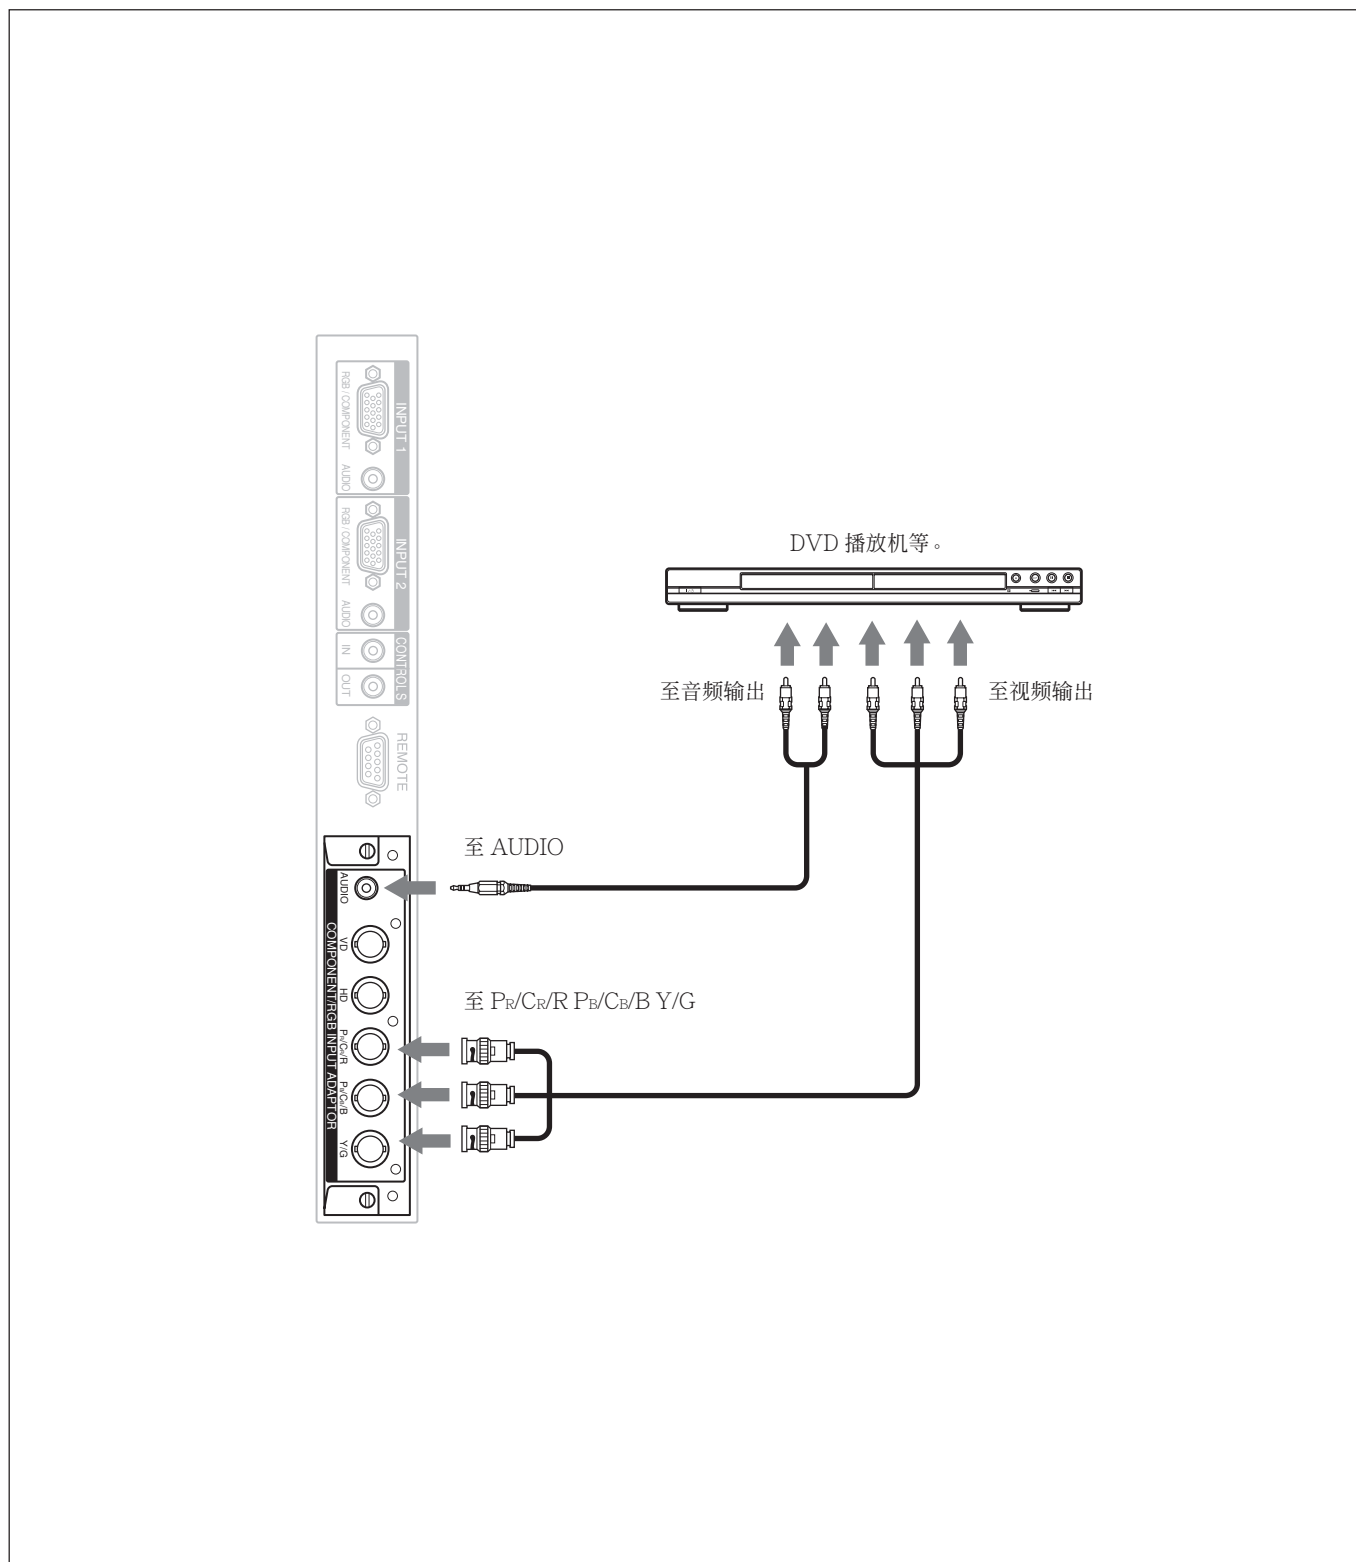 INPUT 1
RGB / COMPONENT
AUDIO
INPUT 2
RGB / COMPONENT
AUDIO
CONTROLS
IN
OUT
REMOTE
DVD 播放机等。
至音频输出
至视频输出
至 AUDIO
AUDIO
VD
HD
PR/CR/R
PB/CB/B
Y/G
COMPONENT/RGB INPUT ADAPTOR
至 PR/CR/R PB/CB/B Y/G